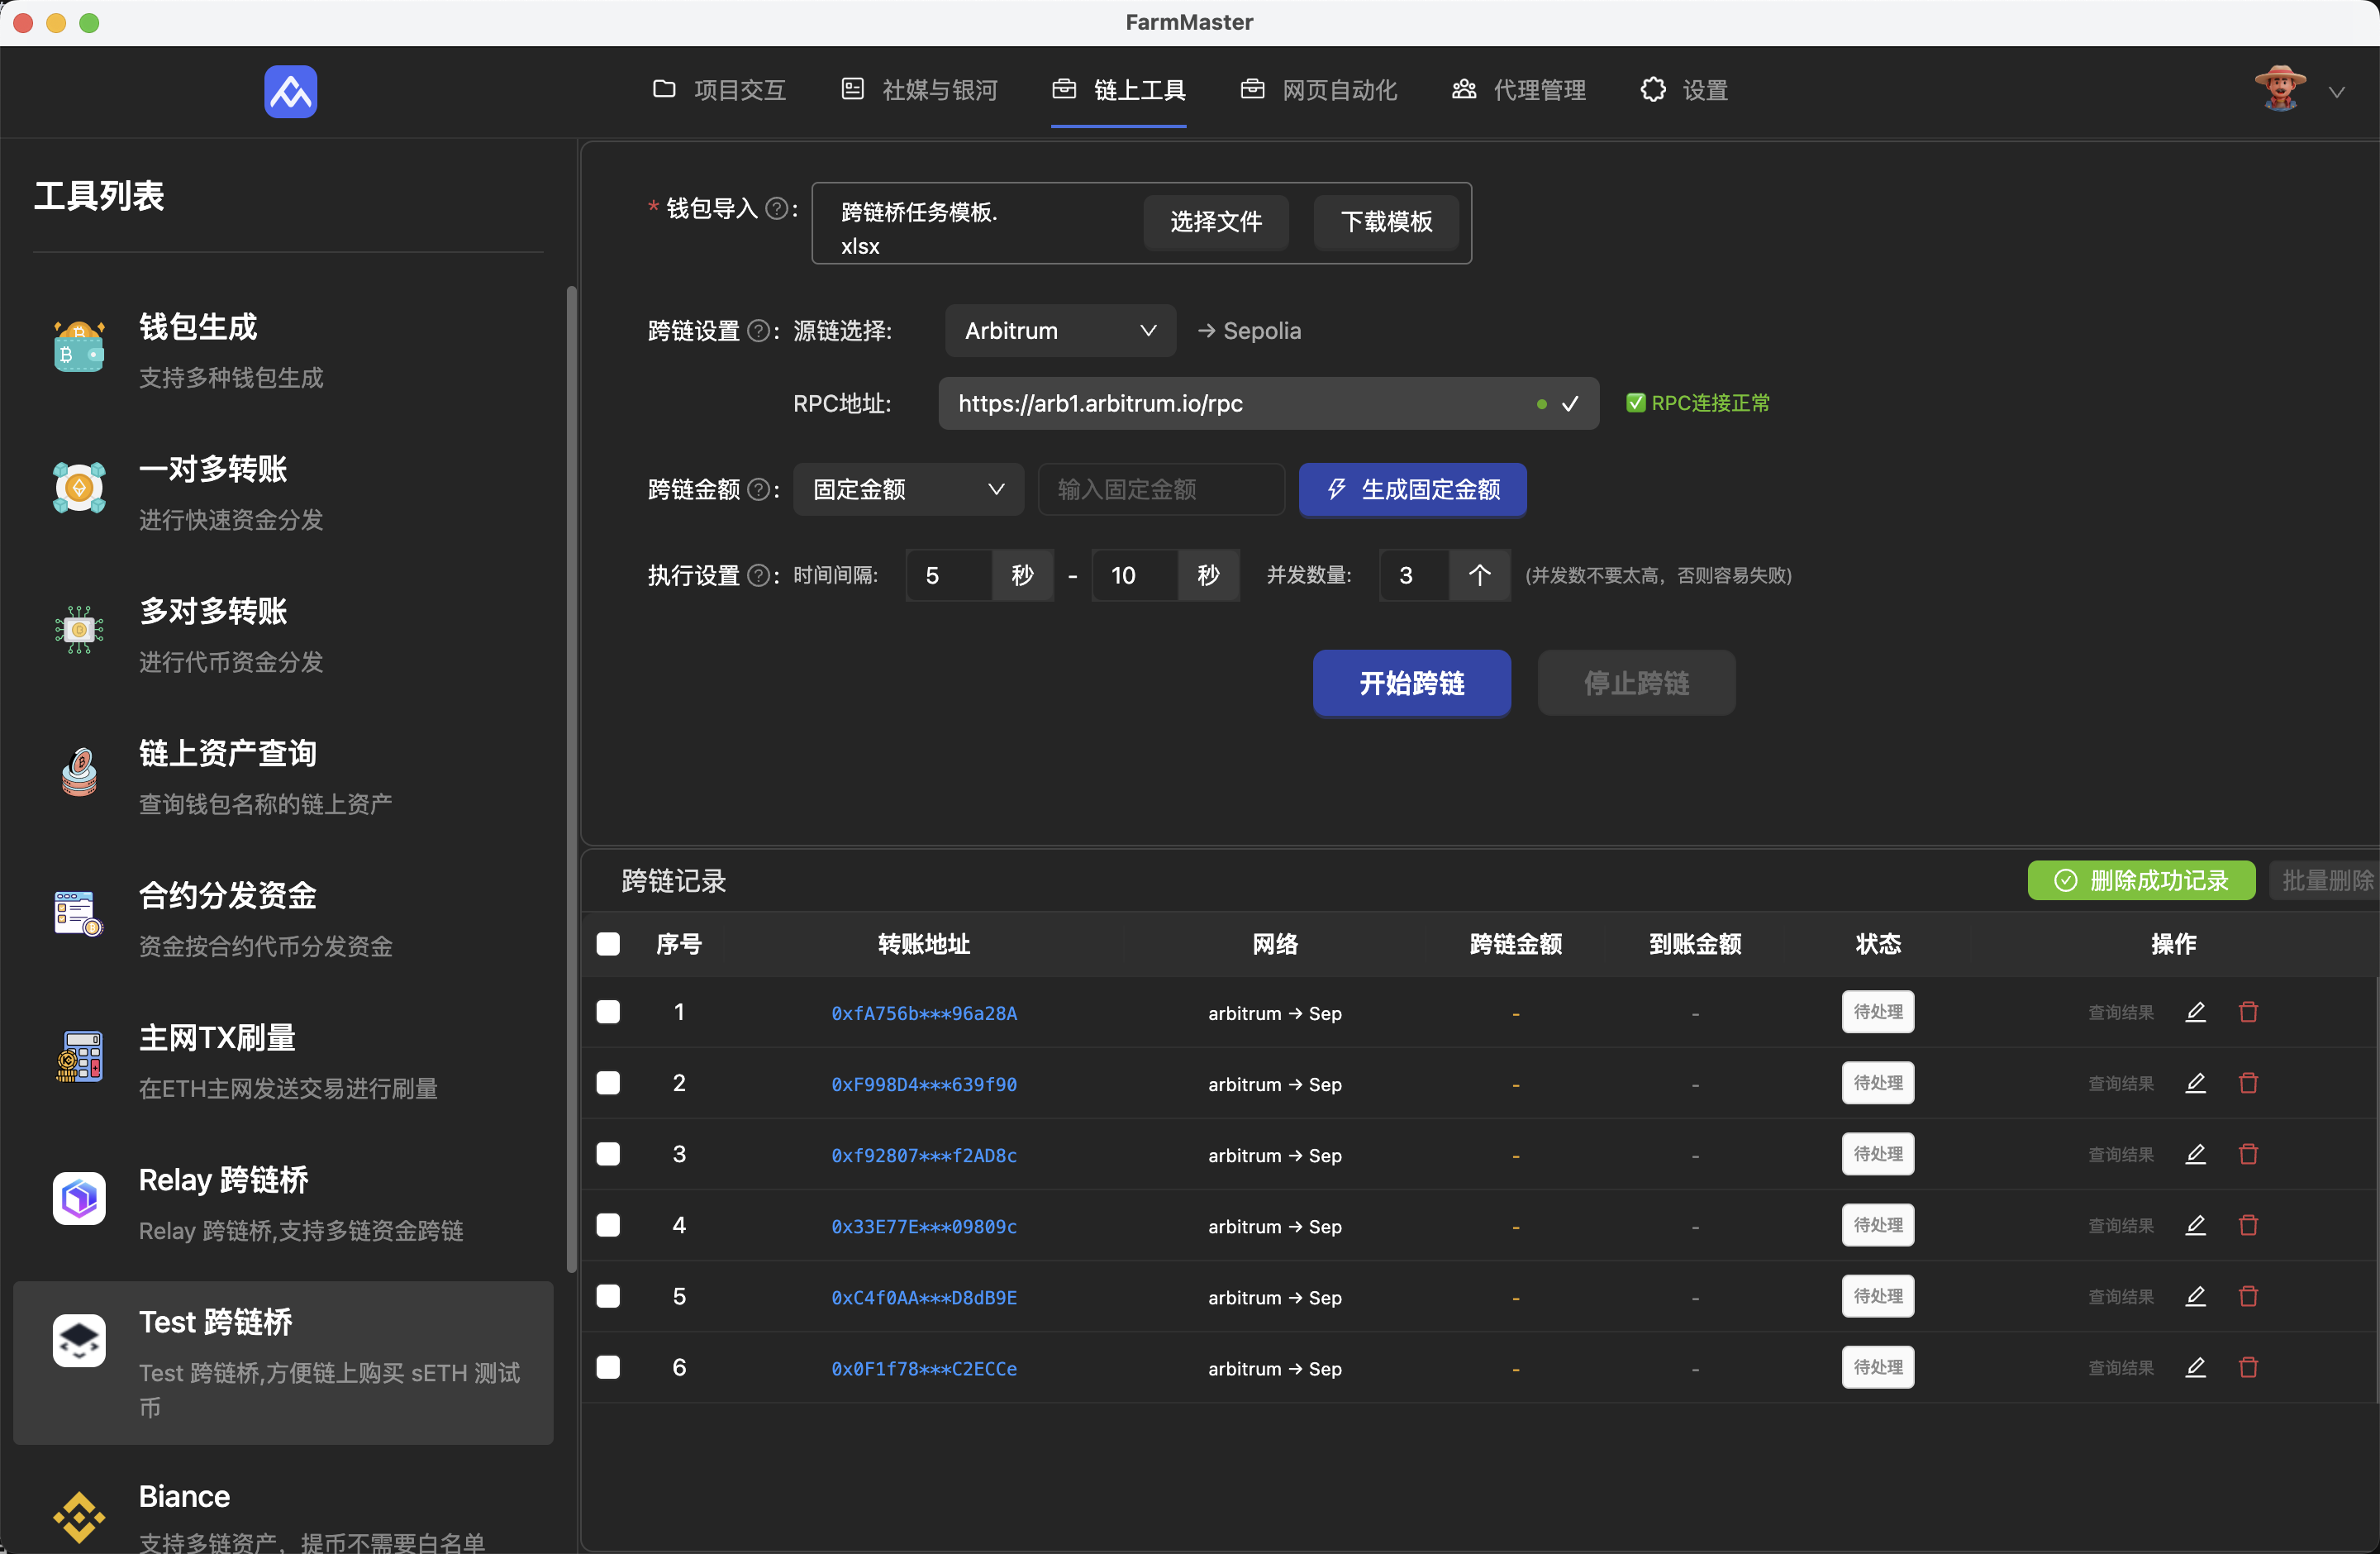 FarmMaster
项目交互
社媒与银河
链上工具
网页自动化
代理管理
设置
工具列表
钱包生成
支持多种钱包生成
一对多转账
进行快速资金分发
多对多转账
进行代币资金分发
链上资产查询
查询钱包名称的链上资产
合约分发资金
资金按合约代币分发资金
主网TX刷量
在ETH主网发送交易进行刷量
Relay 跨链桥
Relay 跨链桥,支持多链资金跨链
Test 跨链桥
Test 跨链桥,方便链上购买 sETH 测试
币
Biance
支持多链资产，提币不需要白名单
* 钱包导入 ? :
跨链桥任务模板.
xlsx
选择文件
下载模板
跨链设置 ? : 源链选择: Arbitrum → Sepolia
RPC地址: https://arb1.arbitrum.io/rpc ✅ RPC连接正常
跨链金额 ? : 固定金额 输入固定金额 生成固定金额
执行设置 ? : 时间间隔: 5 秒 - 10 秒 并发数量: 3 个 (并发数不要太高，否则容易失败)
开始跨链
停止跨链
跨链记录
删除成功记录
批量删除
序号 转账地址 网络 跨链金额 到账金额 状态 操作
1 0xfA756b***96a28A arbitrum → Sep - - 待处理 查询结果
2 0xF998D4***639f90 arbitrum → Sep - - 待处理 查询结果
3 0xf92807***f2AD8c arbitrum → Sep - - 待处理 查询结果
4 0x33E77E***09809c arbitrum → Sep - - 待处理 查询结果
5 0xC4f0AA***D8dB9E arbitrum → Sep - - 待处理 查询结果
6 0x0F1f78***C2ECCe arbitrum → Sep - - 待处理 查询结果